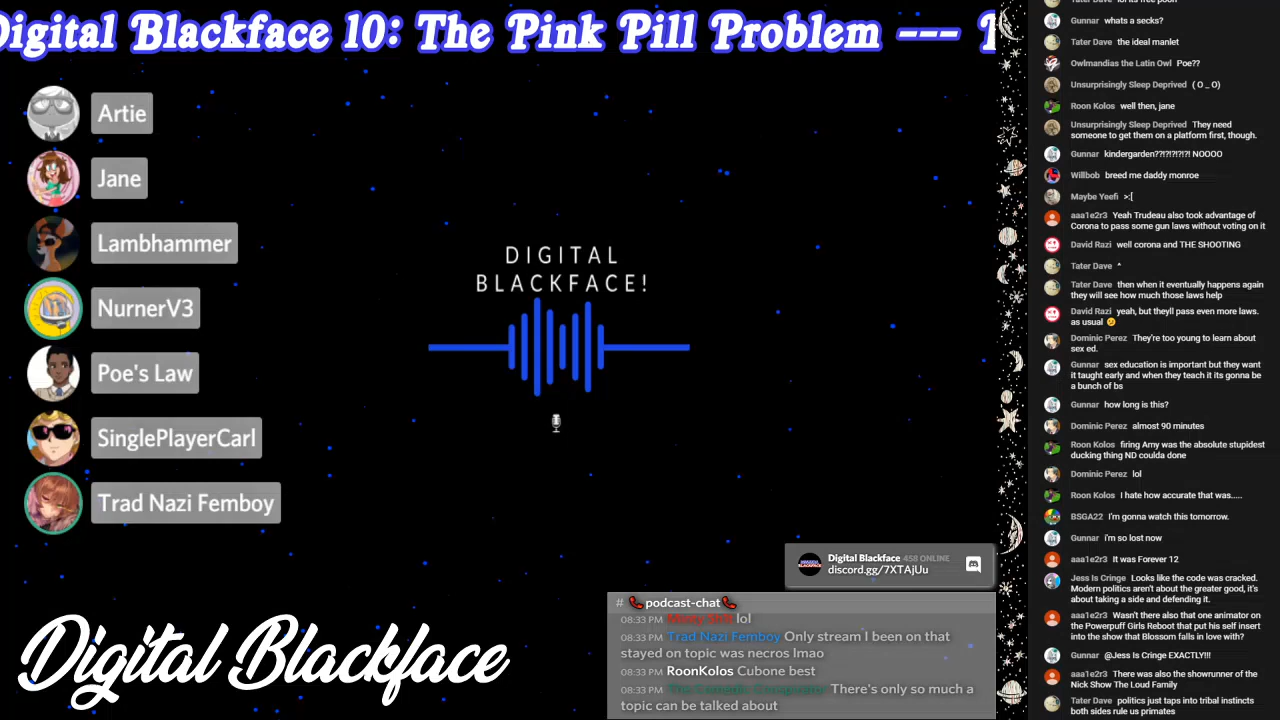 Digital Blackface 10: The Pink Pill Problem ---
Artie
Jane
Lambhammer
NurnerV3
Poe's Law
SinglePlayerCarl
Trad Nazi Femboy
DIGITAL
BLACKFACE!
Digital Blackface
Digital Blackface 458 ONLINE
discord.gg/7XTAjUu
# podcast-chat
08:33 PM lol
08:33 PM Trad Nazi Femboy Only stream I been on that
stayed on topic was necros lmao
08:33 PM RoonKolos Cubone best
08:33 PM There's only so much a
topic can be talked about
Tater Dave lol its free poon
Gunnar whats a secks?
Tater Dave the ideal manlet
Owlmandias the Latin Owl Poe??
Unsurprisingly Sleep Deprived ( O _ O)
Roon Kolos well then, jane
Unsurprisingly Sleep Deprived They need
someone to get them on a platform first, though.
Gunnar kindergarden??!?!?!?! NOOOO
Willbob breed me daddy monroe
Maybe Yeefi >:[
aaa1e2r3 Yeah Trudeau also took advantage of
Corona to pass some gun laws without voting on it
David Razi well corona and THE SHOOTING
Tater Dave ^
Tater Dave then when it eventually happens again
they will see how much those laws help
David Razi yeah, but theyll pass even more laws.
as usual
Dominic Perez They're too young to learn about
sex ed.
Gunnar sex education is important but they want
it taught early and when they teach it its gonna be
a bunch of bs
Gunnar how long is this?
Dominic Perez almost 90 minutes
Roon Kolos firing Amy was the absolute stupidest
ducking thing ND coulda done
Dominic Perez lol
Roon Kolos I hate how accurate that was.....
BSGA22 I'm gonna watch this tomorrow.
Gunnar i'm so lost now
aaa1e2r3 It was Forever 12
Jess Is Cringe Looks like the code was cracked.
Modern politics aren't about the greater good, it's
about taking a side and defending it.
aaa1e2r3 Wasn't there also that one animator on
the Powerpuff Girls Reboot that put his self insert
into the show that Blossom falls in love with?
Gunnar @Jess Is Cringe EXACTLY!!!
aaa1e2r3 There was also the showrunner of the
Nick Show The Loud Family
Tater Dave politics just taps into tribal instincts
both sides rule us primates